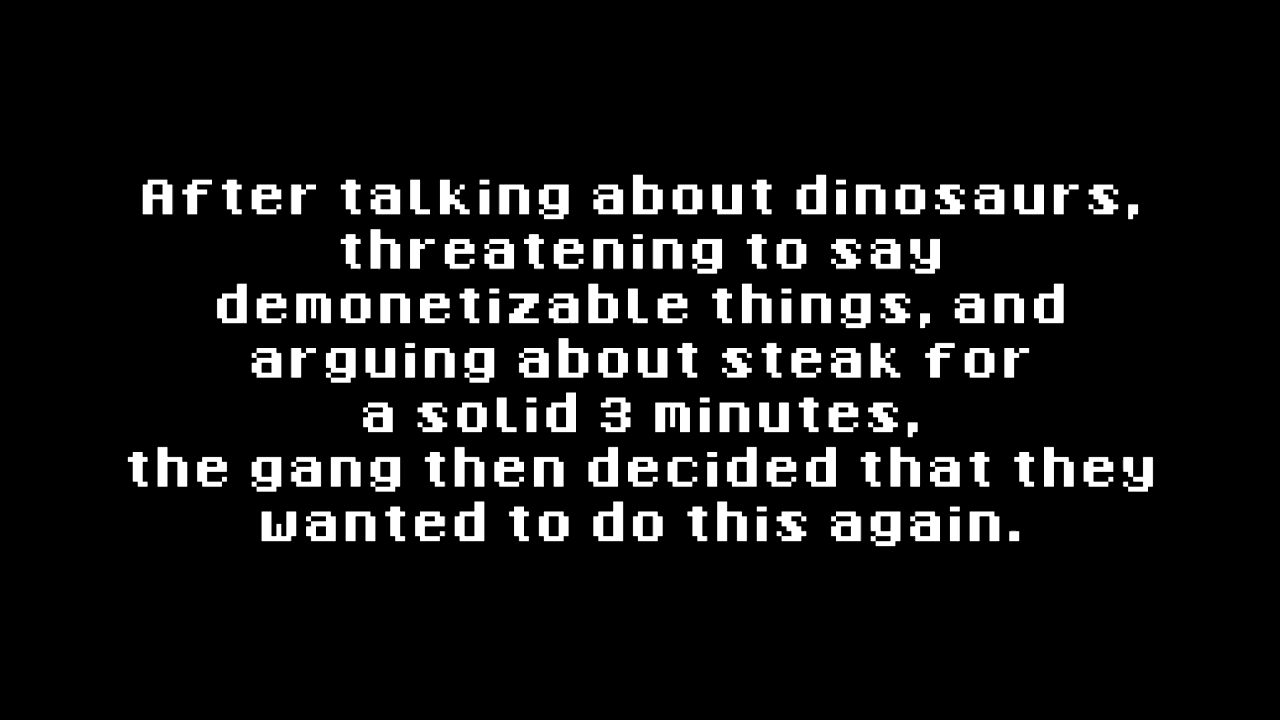 After talking about dinosaurs,
threatening to say
demonetizable things, and
arguing about steak for
a solid 3 minutes,
the gang then decided that they
wanted to do this again.